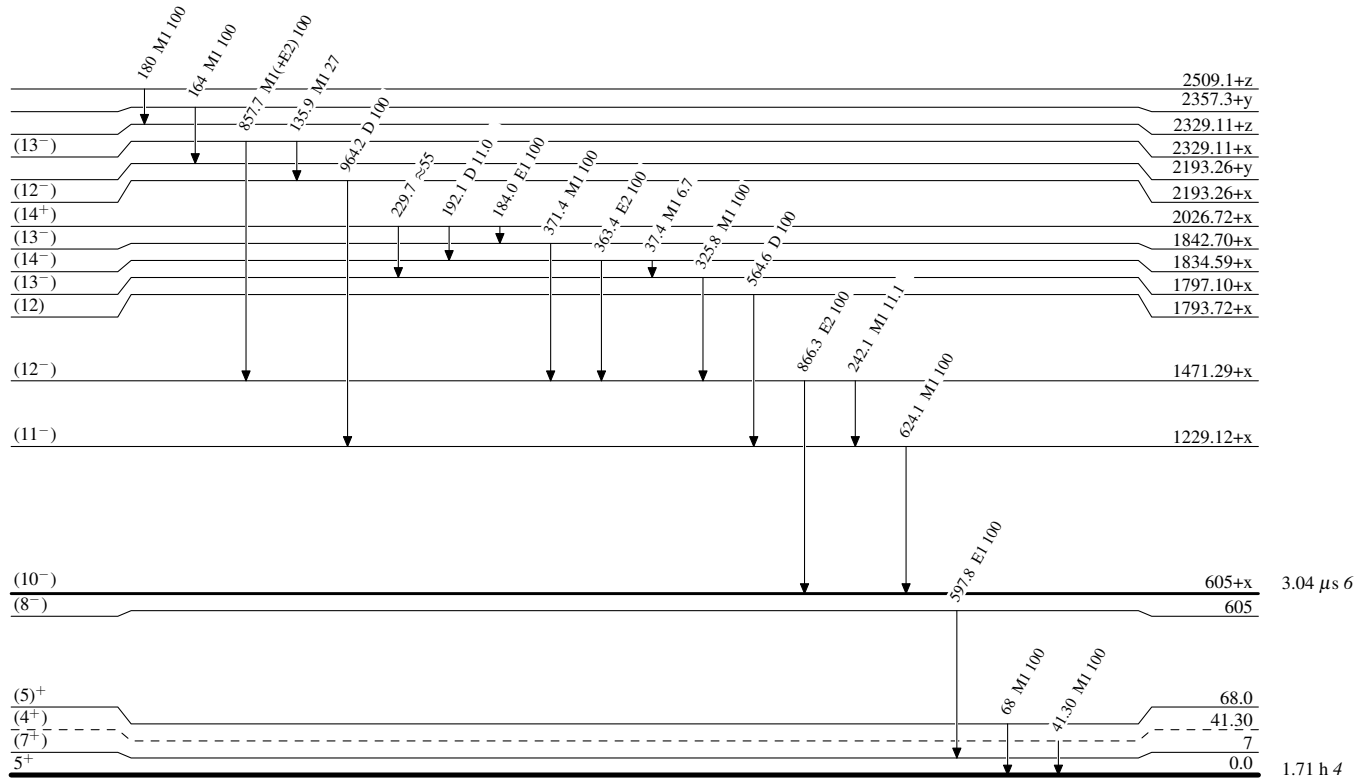 180 M1 100
164 M1 100
857.7 M1(+E2) 100
135.9 M1 27
964.2 D 100
229.7 ≈55
192.1 D 11.0
184.0 E1 100
371.4 M1 100
363.4 E2 100
37.4 M1 6.7
325.8 M1 100
564.6 D 100
866.3 E2 100
242.1 M1 11.1
624.1 M1 100
597.8 E1 100
68 M1 100
41.30 M1 100
2509.1+z
2357.3+y
2329.11+z
(13⁻) 2329.11+x
2193.26+y
(12⁻) 2193.26+x
(14⁺) 2026.72+x
(13⁻) 1842.70+x
(14⁻) 1834.59+x
(13⁻) 1797.10+x
(12) 1793.72+x
(12⁻) 1471.29+x
(11⁻) 1229.12+x
(10⁻) 605+x 3.04 μs 6
(8⁻) 605
(5)⁺ 68.0
(4⁺) 41.30
(7⁺) 7
5⁺ 0.0 1.71 h 4